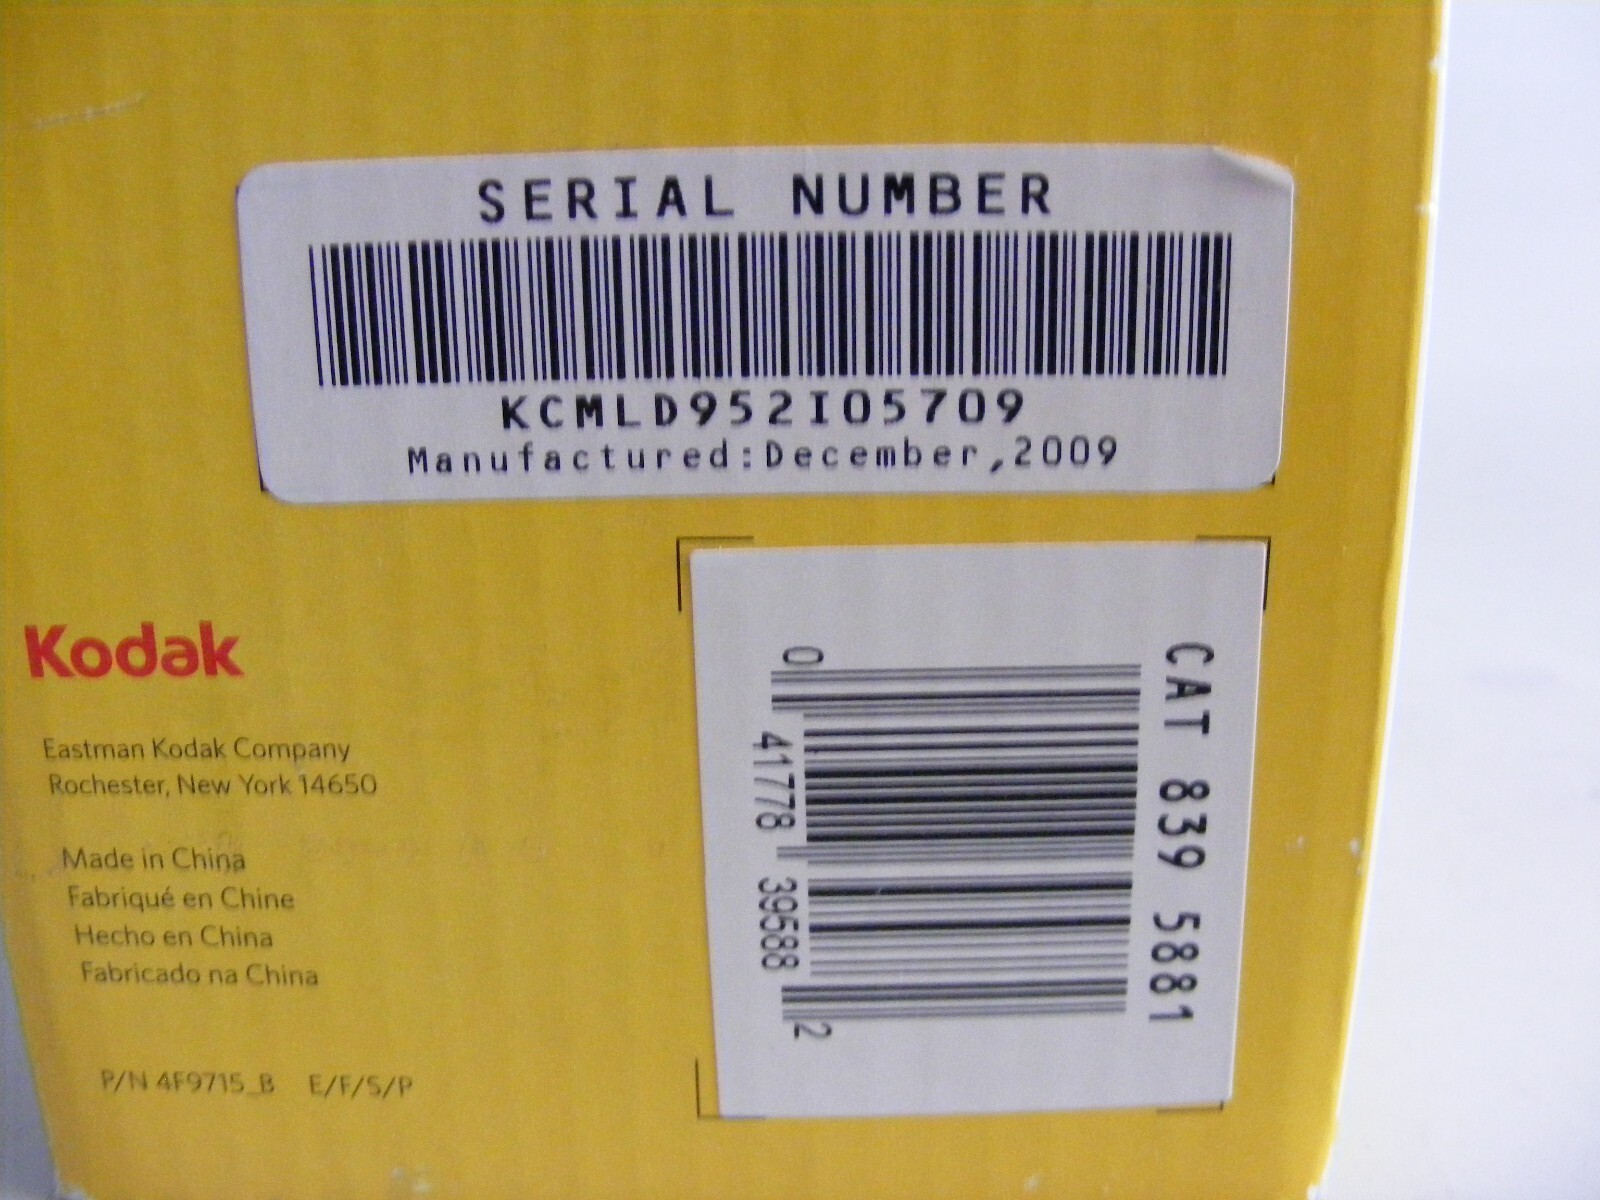 SERIAL NUMBER
KCMLD952I05709
Manufactured:December,2009
Kodak
Eastman Kodak Company
Rochester, New York 14650
Made in China
Fabriqué en Chine
Hecho en China
Fabricado na China
P/N 4F9715_B E/F/S/P
CAT 839 5881
0 41778 39588 2